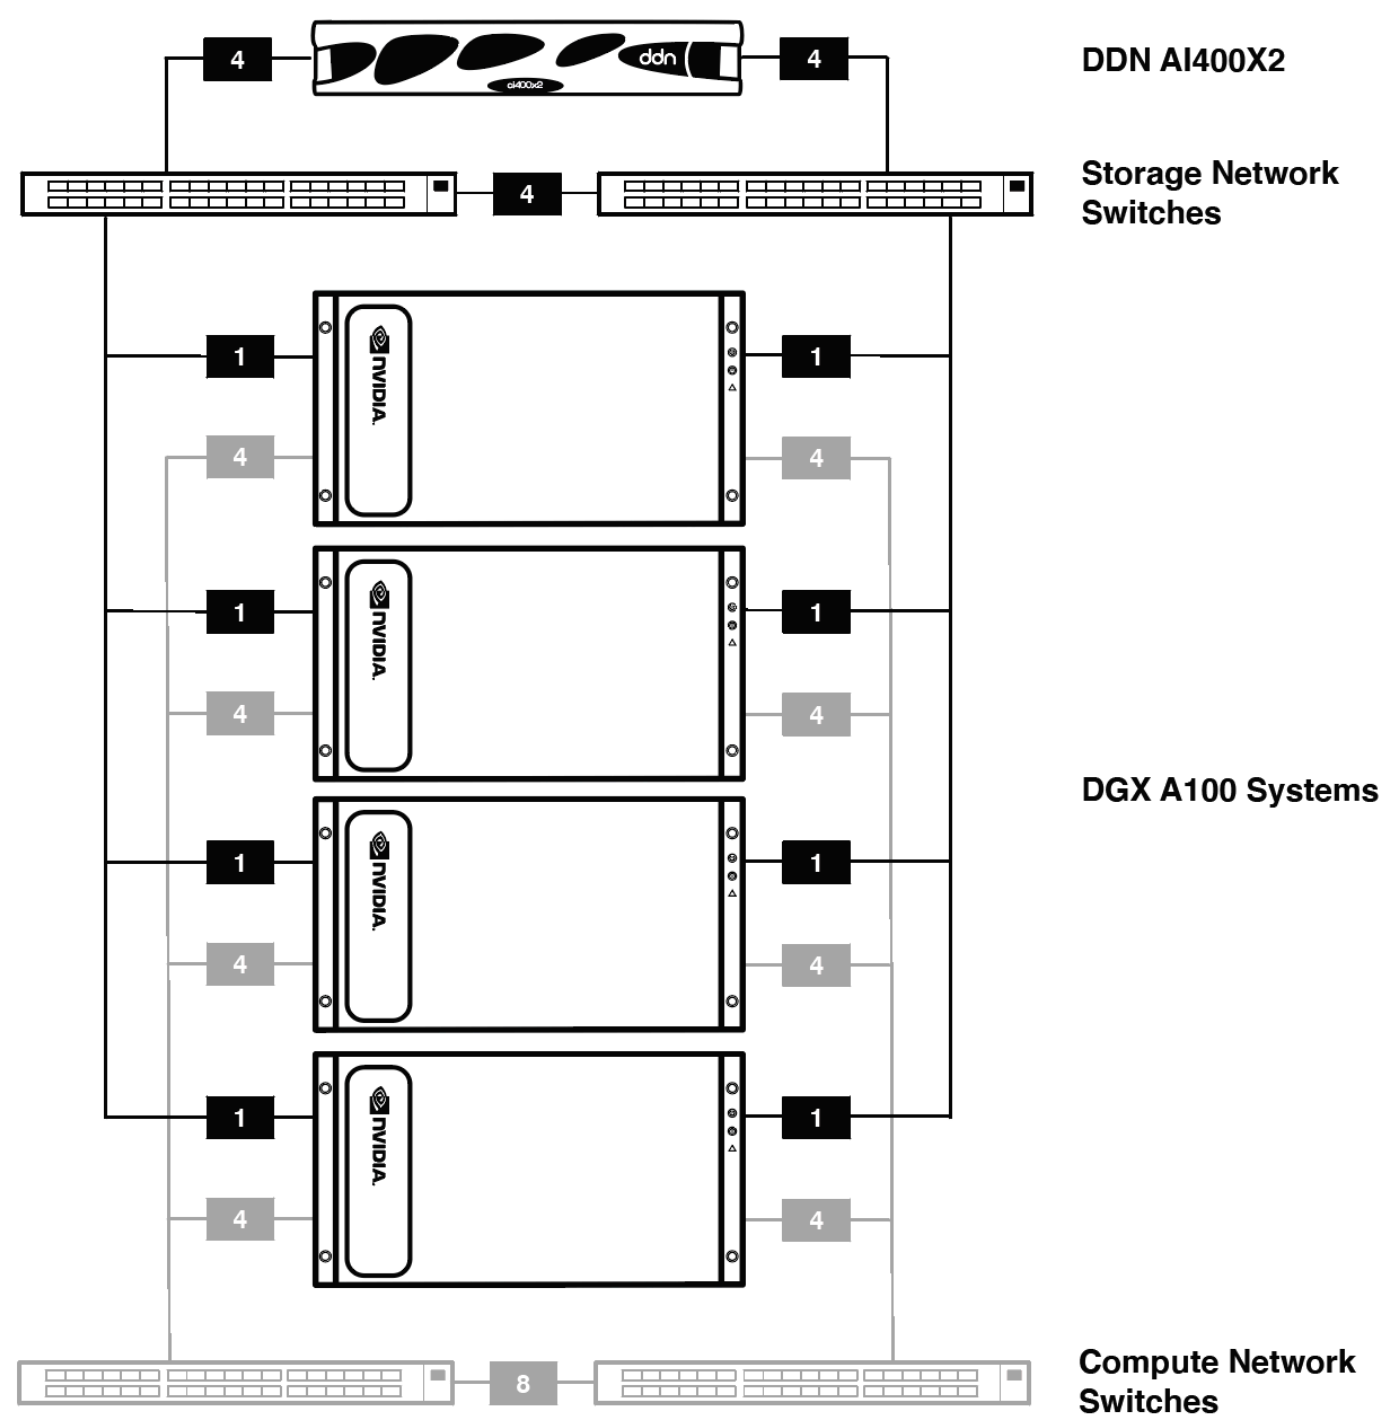 4
ddn
4
DDN AI400X2
ai400x2
Storage Network
Switches
4
1
NVIDIA.
1
4
4
1
NVIDIA.
1
4
4
DGX A100 Systems
1
NVIDIA.
1
4
4
1
NVIDIA.
1
4
4
Compute Network
Switches
8